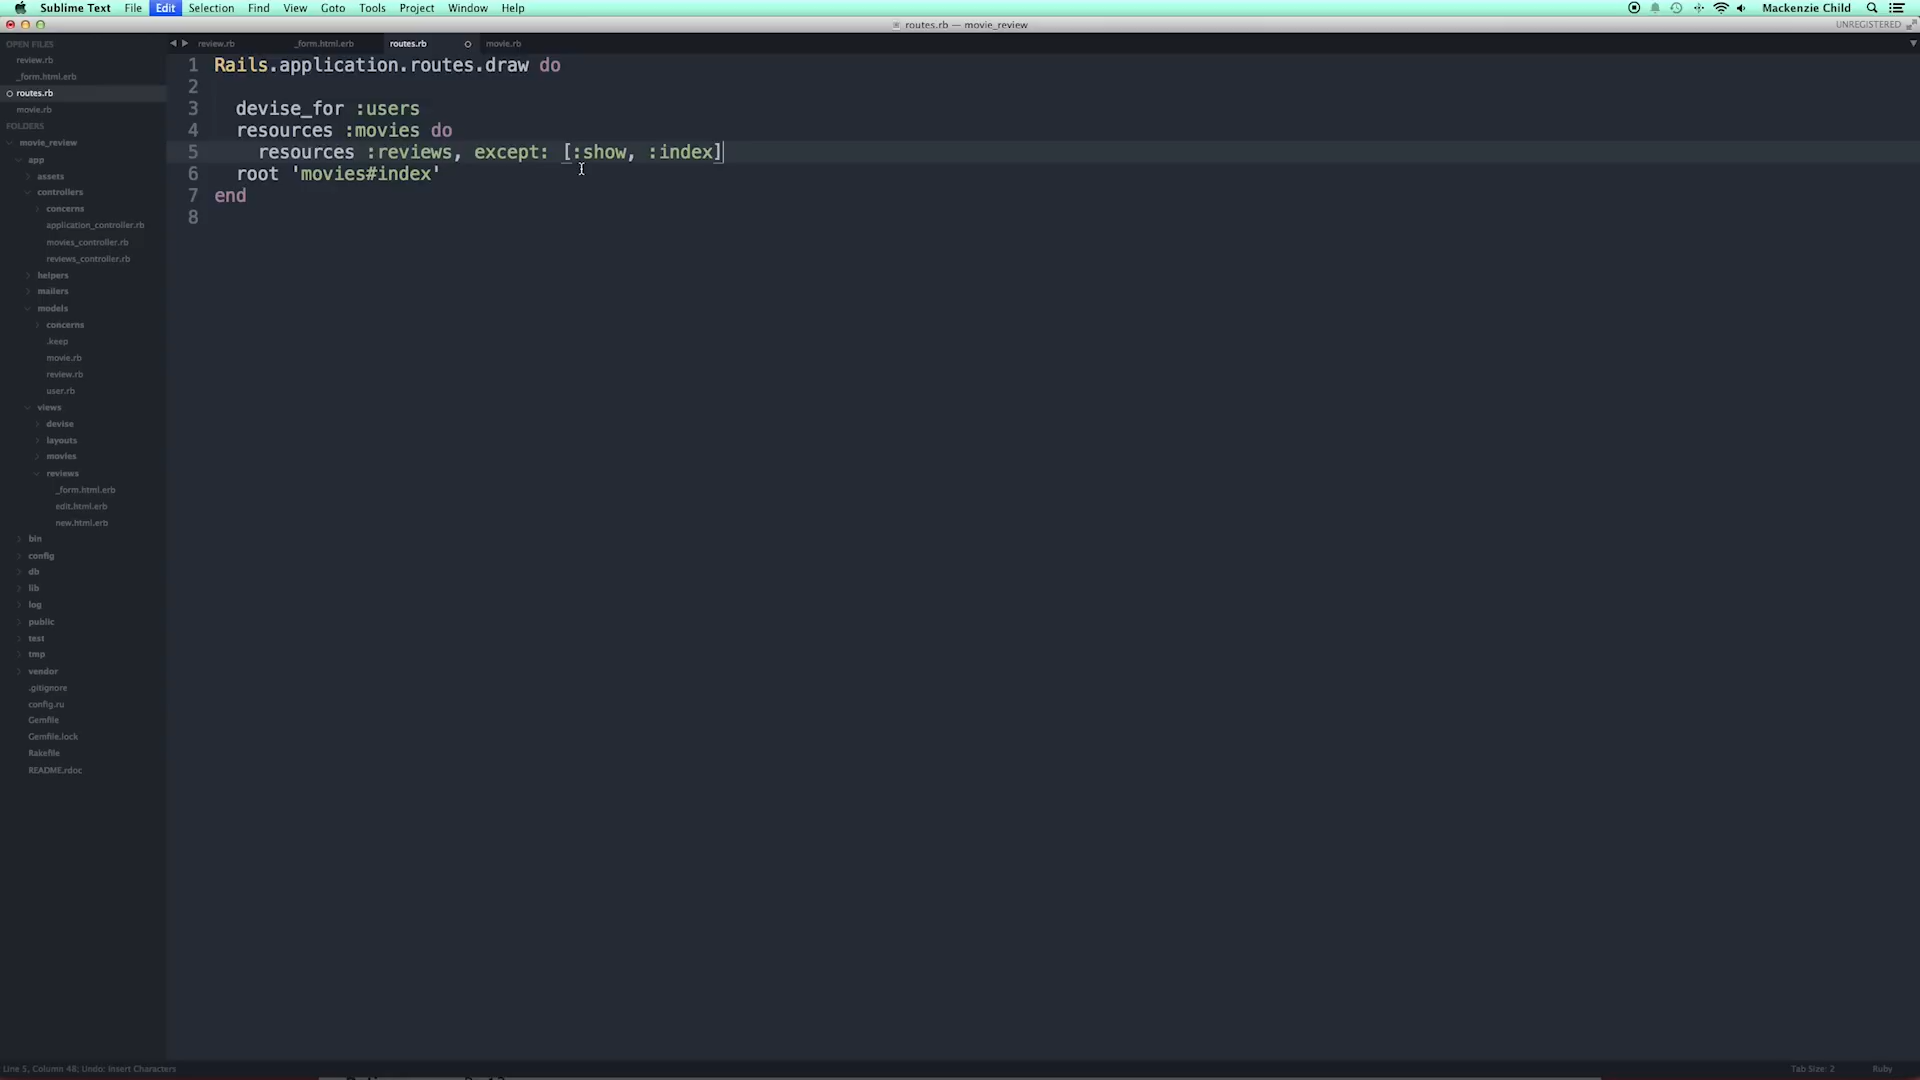 Sublime Text File Edit Selection Find View Goto Tools Project Window Help Mackenzie Child
routes.rb — movie_review UNREGISTERED
OPEN FILES
review.rb
_form.html.erb
routes.rb
movie.rb
FOLDERS
movie_review
app
assets
controllers
concerns
application_controller.rb
movies_controller.rb
reviews_controller.rb
helpers
mailers
models
concerns
.keep
movie.rb
review.rb
user.rb
views
devise
layouts
movies
reviews
_form.html.erb
edit.html.erb
new.html.erb
bin
config
db
lib
log
public
test
tmp
vendor
.gitignore
config.ru
Gemfile
Gemfile.lock
Rakefile
README.rdoc
review.rb _form.html.erb routes.rb movie.rb
1 Rails.application.routes.draw do
2
3 devise_for :users
4 resources :movies do
5 resources :reviews, except: [:show, :index]
6 root 'movies#index'
7 end
8
Line 5, Column 48; Undo: Insert Characters Tab Size: 2 Ruby